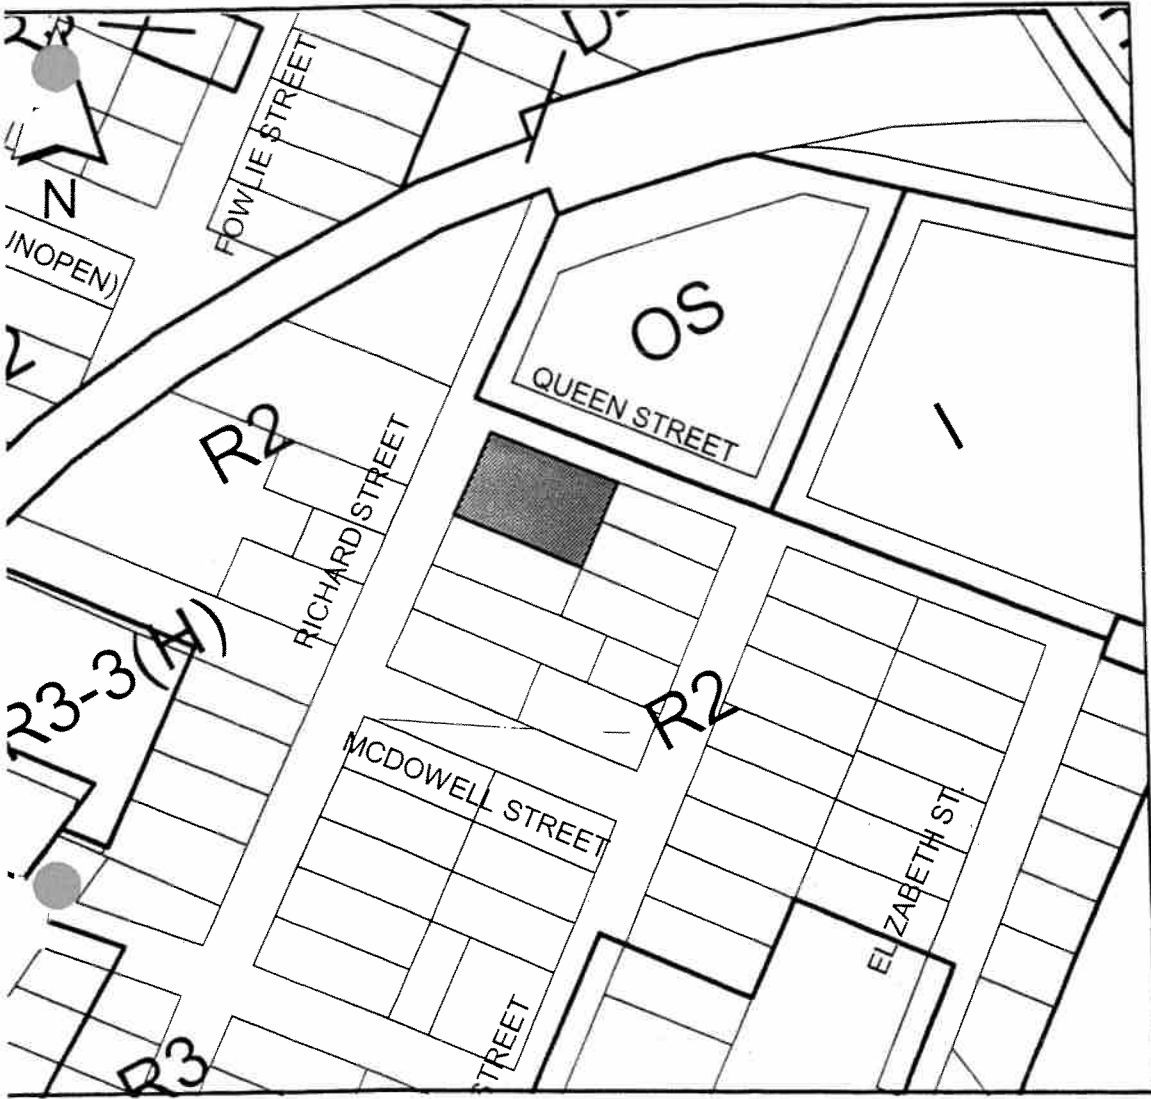 N
FOWLIE STREET
UNOPEN)
OS
QUEEN STREET
I
R2
RICHARD STREET
R3-3(H)
R2
MCDOWELL STREET
ELIZABETH ST.
STREET
R3